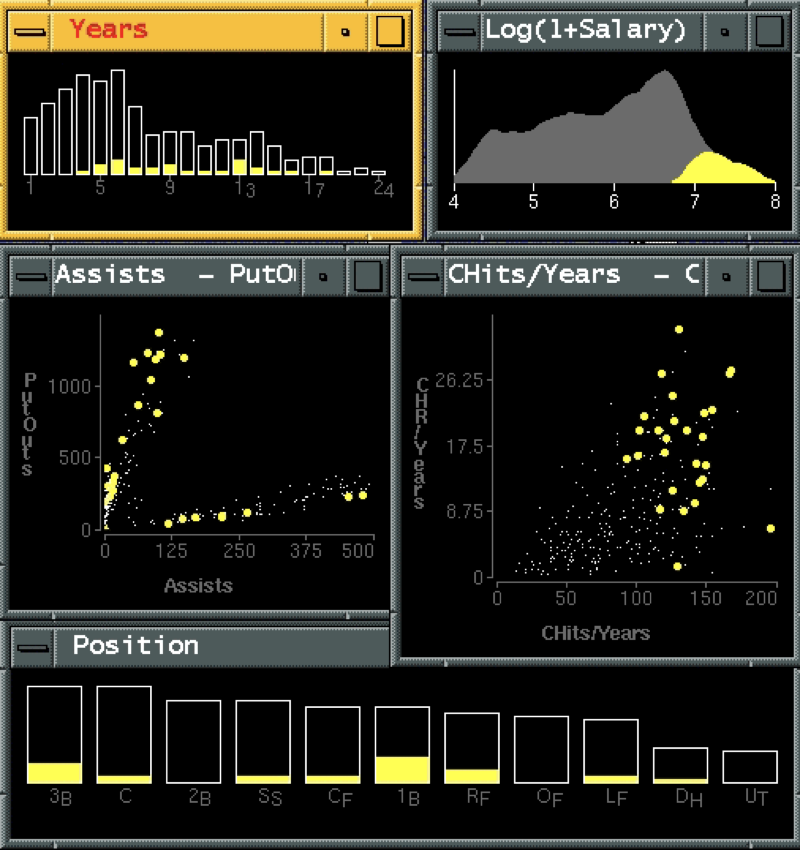 Years
Log(1+Salary)
1 5 9 13 17 24
4 5 6 7 8
Assists – PutO
CHits/Years – C
PutOuts
1000
500
0
0 125 250 375 500
Assists
CHR/Years
26.25
17.5
8.75
0
0 50 100 150 200
CHits/Years
Position
3B C 2B SS CF 1B RF OF LF DH UT